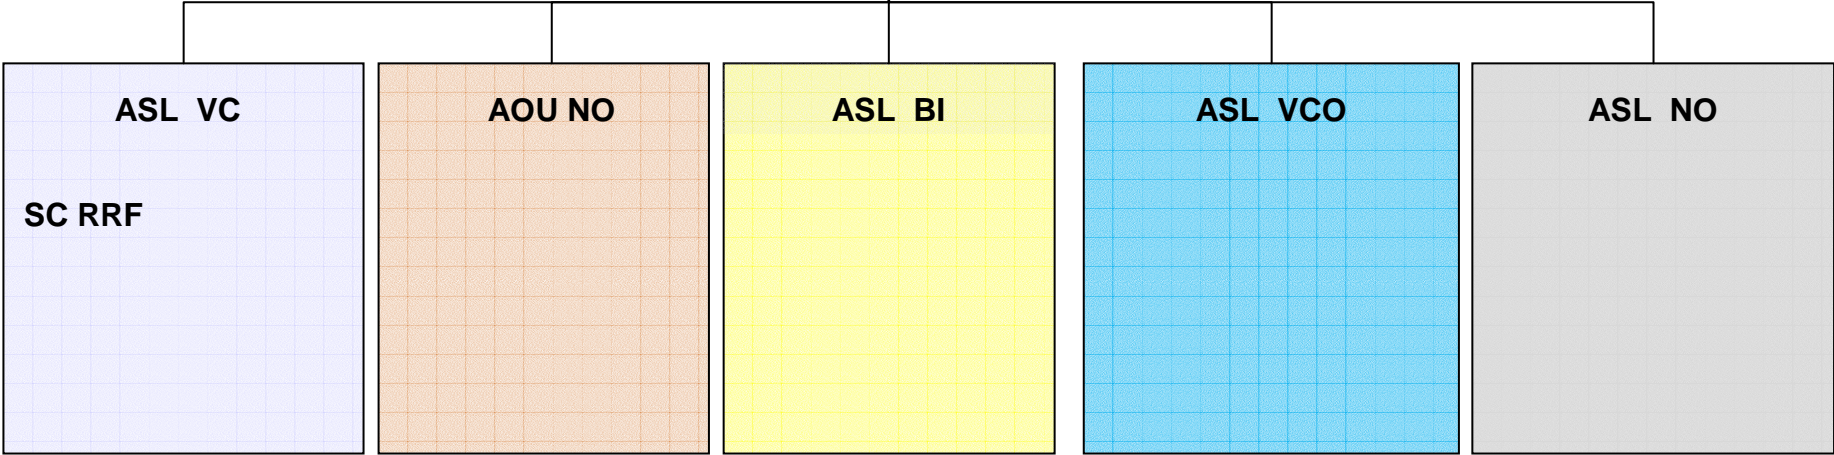 ASL VC
AOU NO
ASL BI
ASL VCO
ASL NO
SC RRF